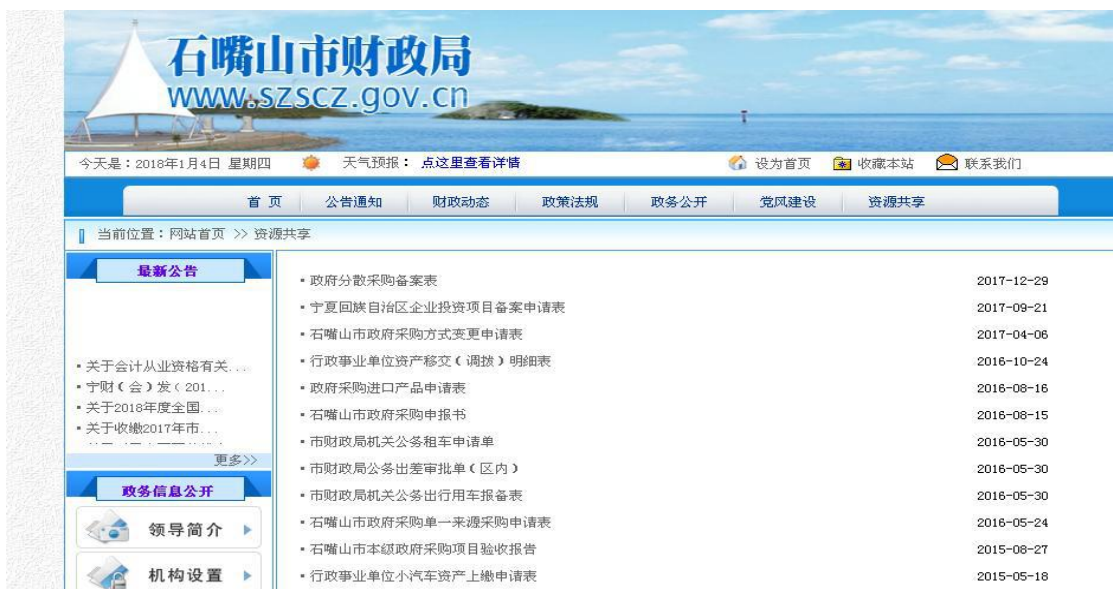 石嘴山市财政局
www.szscz.gov.cn
今天是：2018年1月4日 星期四 天气预报： 点这里查看详情 设为首页 收藏本站 联系我们
首 页 公告通知 财政动态 政策法规 政务公开 党风建设 资源共享
当前位置：网站首页 >> 资源共享
最新公告
▪关于会计从业资格有关...
▪宁财(会)发(201...
▪关于2018年度全国...
▪关于收缴2017年市...
更多>>
政务信息公开
领导简介
机构设置
▪政府分散采购备案表 2017-12-29
▪宁夏回族自治区企业投资项目备案申请表 2017-09-21
▪石嘴山市政府采购方式变更申请表 2017-04-06
▪行政事业单位资产移交(调拨)明细表 2016-10-24
▪政府采购进口产品申请表 2016-08-16
▪石嘴山市政府采购申报书 2016-08-15
▪市财政局机关公务租车申请单 2016-05-30
▪市财政局公务出差审批单(区内) 2016-05-30
▪市财政局机关公务出行用车报备表 2016-05-30
▪石嘴山市政府采购单一来源采购申请表 2016-05-24
▪石嘴山市本级政府采购项目验收报告 2015-08-27
▪行政事业单位小汽车资产上缴申请表 2015-05-18